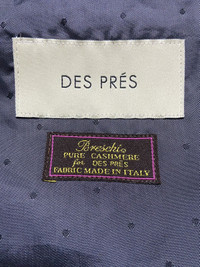 DES PRÉS
Breschi
PURE CASHMERE
for DES PRÉS
FABRIC MADE IN ITALY